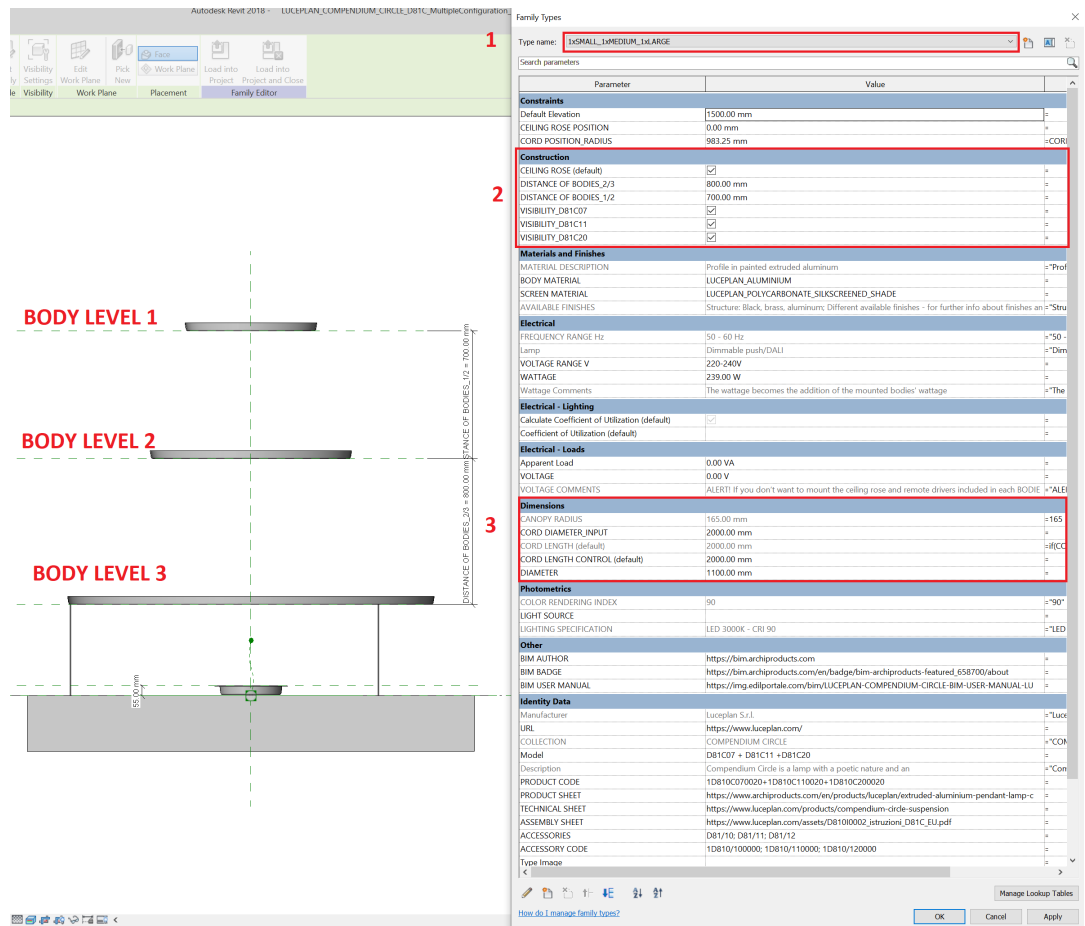 Autodesk Revit 2018 - LUCEPLAN_COMPENDIUM_CIRCLE_D81C_MultipleConfiguration_
Visibility
Settings
Edit
Work Plane
Pick
New
Face
Work Plane
Load into
Project
Load into
Project and Close
Visibility
Work Plane
Placement
Family Editor
BODY LEVEL 1
BODY LEVEL 2
BODY LEVEL 3
STANCE OF BODIES_1/2 = 700.00 mm
DISTANCE OF BODIES_2/3 = 800.00 mm
55.00 mm
1
2
3
Family Types
Type name: 1xSMALL_1xMEDIUM_1xLARGE
Search parameters
Parameter Value
Constraints
Default Elevation 1500.00 mm =
CEILING ROSE POSITION 0.00 mm =
CORD POSITION_RADIUS 983.25 mm =CORI
Construction
CEILING ROSE (default) =
DISTANCE OF BODIES_2/3 800.00 mm =
DISTANCE OF BODIES_1/2 700.00 mm =
VISIBILITY_D81C07 =
VISIBILITY_D81C11 =
VISIBILITY_D81C20 =
Materials and Finishes
MATERIAL DESCRIPTION Profile in painted extruded aluminum ="Prof
BODY MATERIAL LUCEPLAN_ALUMINIUM =
SCREEN MATERIAL LUCEPLAN_POLYCARBONATE_SILKSCREENED_SHADE =
AVAILABLE FINISHES Structure: Black, brass, aluminum; Different available finishes - for further info about finishes an ="Stru
Electrical
FREQUENCY RANGE Hz 50 - 60 Hz ="50 -
Lamp Dimmable push/DALI ="Dim
VOLTAGE RANGE V 220-240V =
WATTAGE 239.00 W =
Wattage Comments The wattage becomes the addition of the mounted bodies' wattage ="The
Electrical - Lighting
Calculate Coefficient of Utilization (default)
Coefficient of Utilization (default)
Electrical - Loads
Apparent Load 0.00 VA =
VOLTAGE 0.00 V =
VOLTAGE COMMENTS ALERT! If you don't want to mount the ceiling rose and remote drivers included in each BODIE ="ALEI
Dimensions
CANOPY RADIUS 165.00 mm =165
CORD DIAMETER_INPUT 2000.00 mm =
CORD LENGTH (default) 2000.00 mm =if(CC
CORD LENGTH CONTROL (default) 2000.00 mm =
DIAMETER 1100.00 mm =
Photometrics
COLOR RENDERING INDEX 90 ="90"
LIGHT SOURCE =
LIGHTING SPECIFICATION LED 3000K - CRI 90 ="LED
Other
BIM AUTHOR https://bim.archiproducts.com =
BIM BADGE https://bim.archiproducts.com/en/badge/bim-archiproducts-featured_658700/about =
BIM USER MANUAL https://img.edilportale.com/bim/LUCEPLAN-COMPENDIUM-CIRCLE-BIM-USER-MANUAL-LU =
Identity Data
Manufacturer Luceplan S.r.l. ="Luce
URL https://www.luceplan.com/ =
COLLECTION COMPENDIUM CIRCLE ="CON
Model D81C07 + D81C11 +D81C20 =
Description Compendium Circle is a lamp with a poetic nature and an ="Con
PRODUCT CODE 1D810C070020+1D810C110020+1D810C200020 =
PRODUCT SHEET https://www.archiproducts.com/en/products/luceplan/extruded-aluminium-pendant-lamp-c =
TECHNICAL SHEET https://www.luceplan.com/products/compendium-circle-suspension =
ASSEMBLY SHEET https://www.luceplan.com/assets/D810I0002_istruzioni_D81C_EU.pdf =
ACCESSORIES D81/10; D81/11; D81/12 =
ACCESSORY CODE 1D810/100000; 1D810/110000; 1D810/120000 =
Type Image
Manage Lookup Tables
How do I manage family types?
OK Cancel Apply